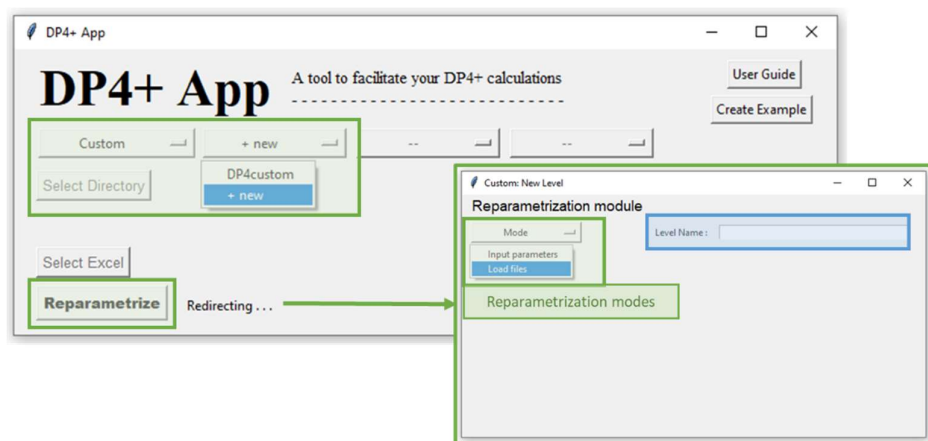 DP4+ App
DP4+ App
A tool to facilitate your DP4+ calculations
- - - - - - - - - - - - - - - - - - - - - - - - - - - -
User Guide
Create Example
Custom
+ new
--
--
DP4custom
+ new
Select Directory
Select Excel
Reparametrize
Redirecting . . .
Custom: New Level
Reparametrization module
Mode
Level Name :
Input parameters
Load files
Reparametrization modes